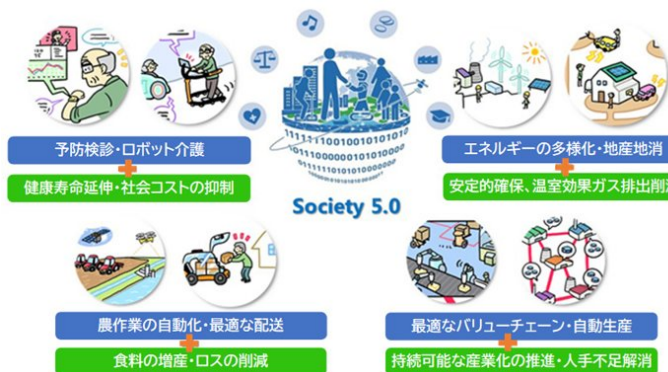 予防検診・ロボット介護
健康寿命延伸・社会コストの抑制
エネルギーの多様化・地産地消
安定的確保、温室効果ガス排出削減
Society 5.0
農作業の自動化・最適な配送
食料の増産・ロスの削減
最適なバリューチェーン・自動生産
持続可能な産業化の推進・人手不足解消